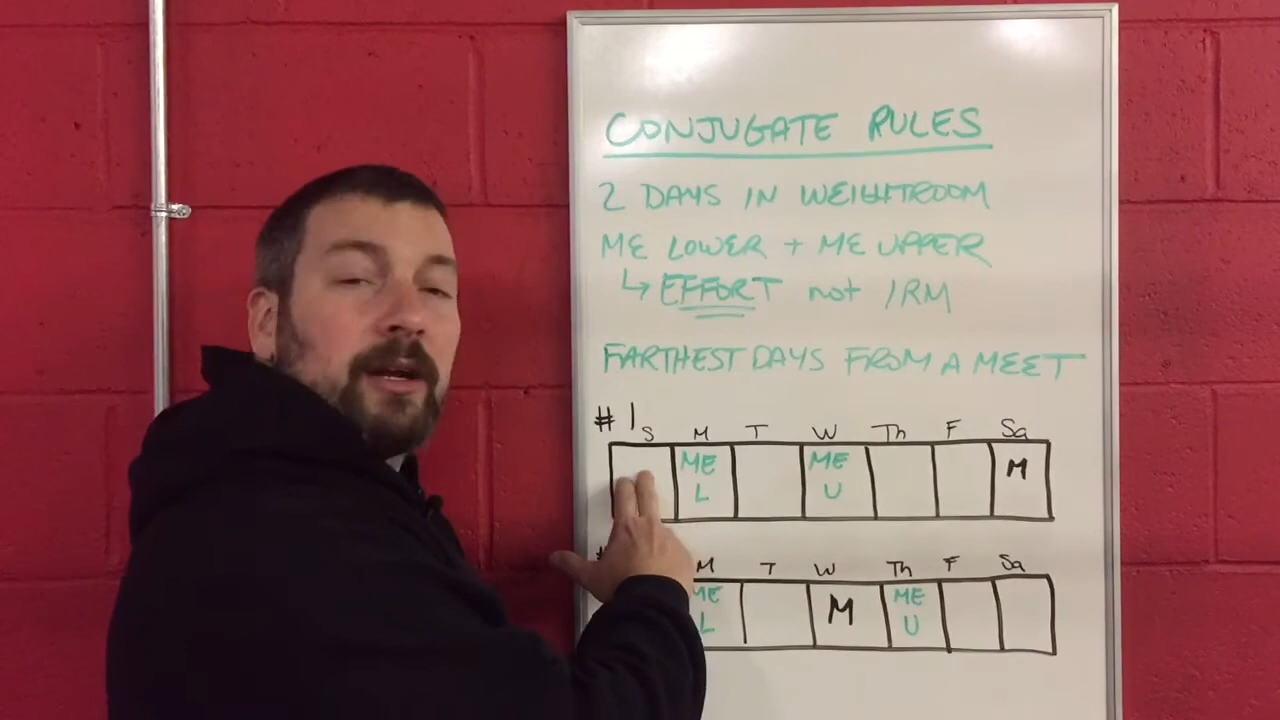 CONJUGATE RULES
2 DAYS IN WEIGHTROOM
ME LOWER + ME UPPER
↳ EFFORT not 1RM
FARTHEST DAYS FROM A MEET
#1
S M T W Th F Sa
ME ME M
L U
# M T W Th F Sa
ME M ME
L U